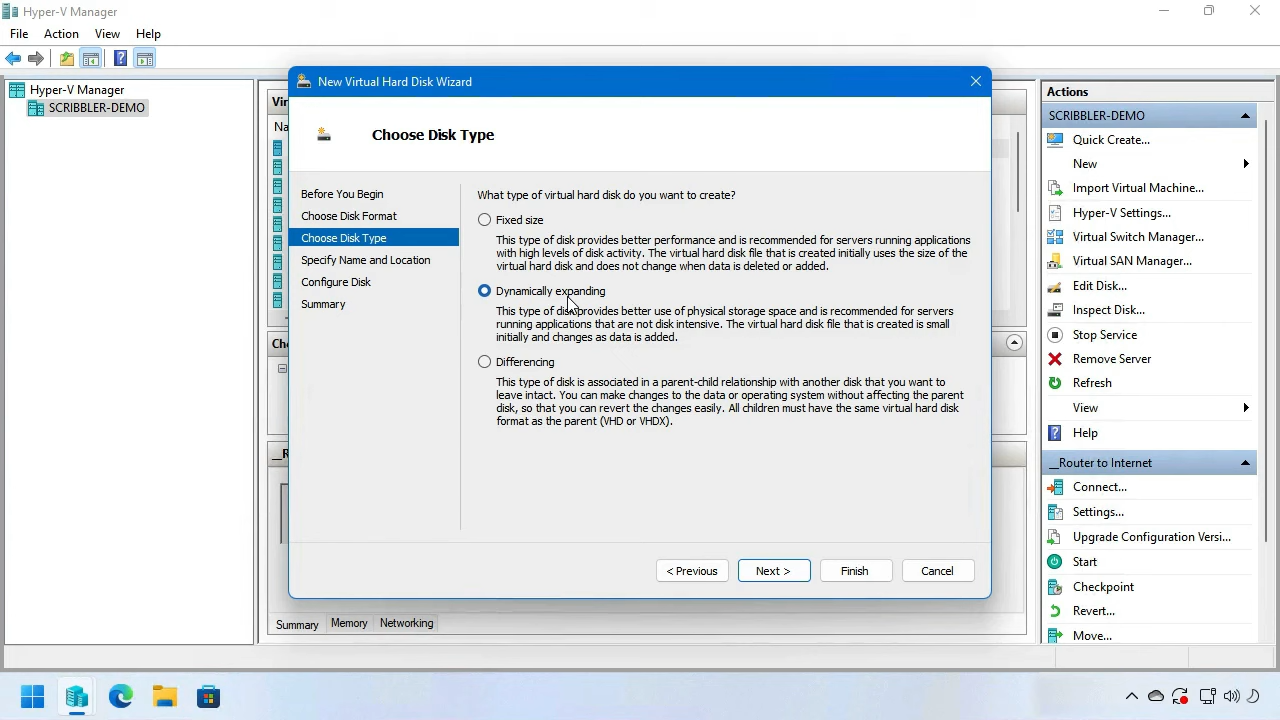 Hyper-V Manager
File Action View Help
Hyper-V Manager
SCRIBBLER-DEMO
Vir
Na
Che
_R
Summary Memory Networking
New Virtual Hard Disk Wizard
Choose Disk Type
Before You Begin
Choose Disk Format
Choose Disk Type
Specify Name and Location
Configure Disk
Summary
What type of virtual hard disk do you want to create?
Fixed size
This type of disk provides better performance and is recommended for servers running applications
with high levels of disk activity. The virtual hard disk file that is created initially uses the size of the
virtual hard disk and does not change when data is deleted or added.
Dynamically expanding
This type of disk provides better use of physical storage space and is recommended for servers
running applications that are not disk intensive. The virtual hard disk file that is created is small
initially and changes as data is added.
Differencing
This type of disk is associated in a parent-child relationship with another disk that you want to
leave intact. You can make changes to the data or operating system without affecting the parent
disk, so that you can revert the changes easily. All children must have the same virtual hard disk
format as the parent (VHD or VHDX).
< Previous Next > Finish Cancel
Actions
SCRIBBLER-DEMO
Quick Create...
New
Import Virtual Machine...
Hyper-V Settings...
Virtual Switch Manager...
Virtual SAN Manager...
Edit Disk...
Inspect Disk...
Stop Service
Remove Server
Refresh
View
Help
__Router to Internet
Connect...
Settings...
Upgrade Configuration Versi...
Start
Checkpoint
Revert...
Move...